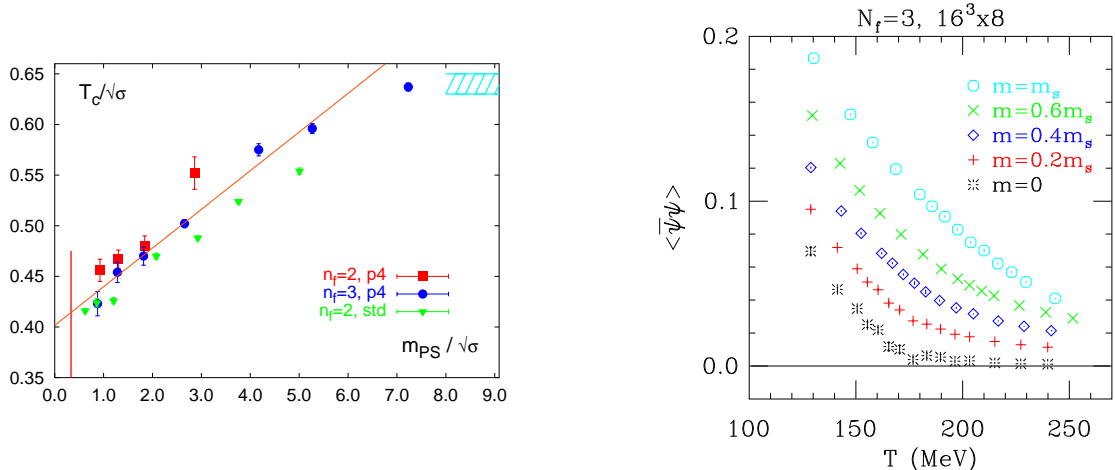 T_c/√σ
0.65
0.60
0.55
0.50
0.45
0.40
0.35
n_f=2, p4
n_f=3, p4
n_f=2, std
m_PS / √σ
0.0 1.0 2.0 3.0 4.0 5.0 6.0 7.0 8.0 9.0
N_f=3, 16^3x8
0.2
0.1
0.0
<ψ̅ψ>
m=m_s
m=0.6m_s
m=0.4m_s
m=0.2m_s
m=0
100 150 200 250
T (MeV)